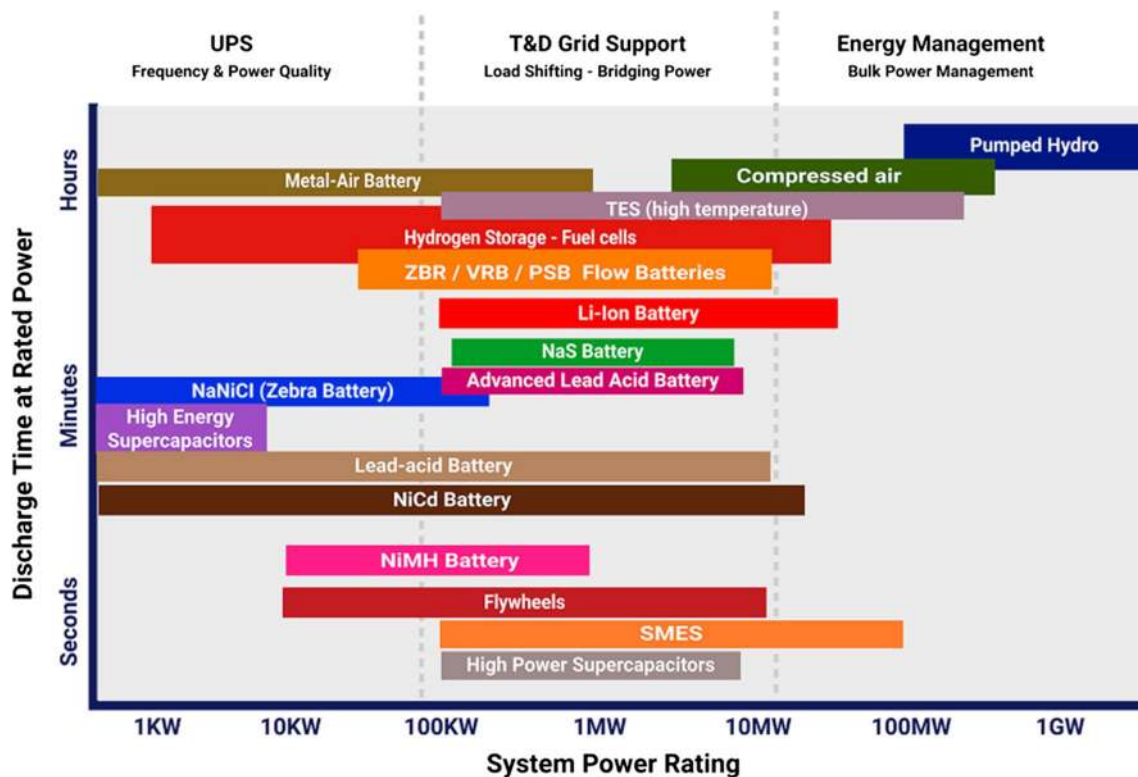 UPS
Frequency & Power Quality
T&D Grid Support
Load Shifting - Bridging Power
Energy Management
Bulk Power Management
Discharge Time at Rated Power
Hours
Minutes
Seconds
Pumped Hydro
Compressed air
Metal-Air Battery
TES (high temperature)
Hydrogen Storage - Fuel cells
ZBR / VRB / PSB Flow Batteries
Li-Ion Battery
NaS Battery
Advanced Lead Acid Battery
NaNiCI (Zebra Battery)
High Energy
Supercapacitors
Lead-acid Battery
NiCd Battery
NiMH Battery
Flywheels
SMES
High Power Supercapacitors
1KW 10KW 100KW 1MW 10MW 100MW 1GW
System Power Rating